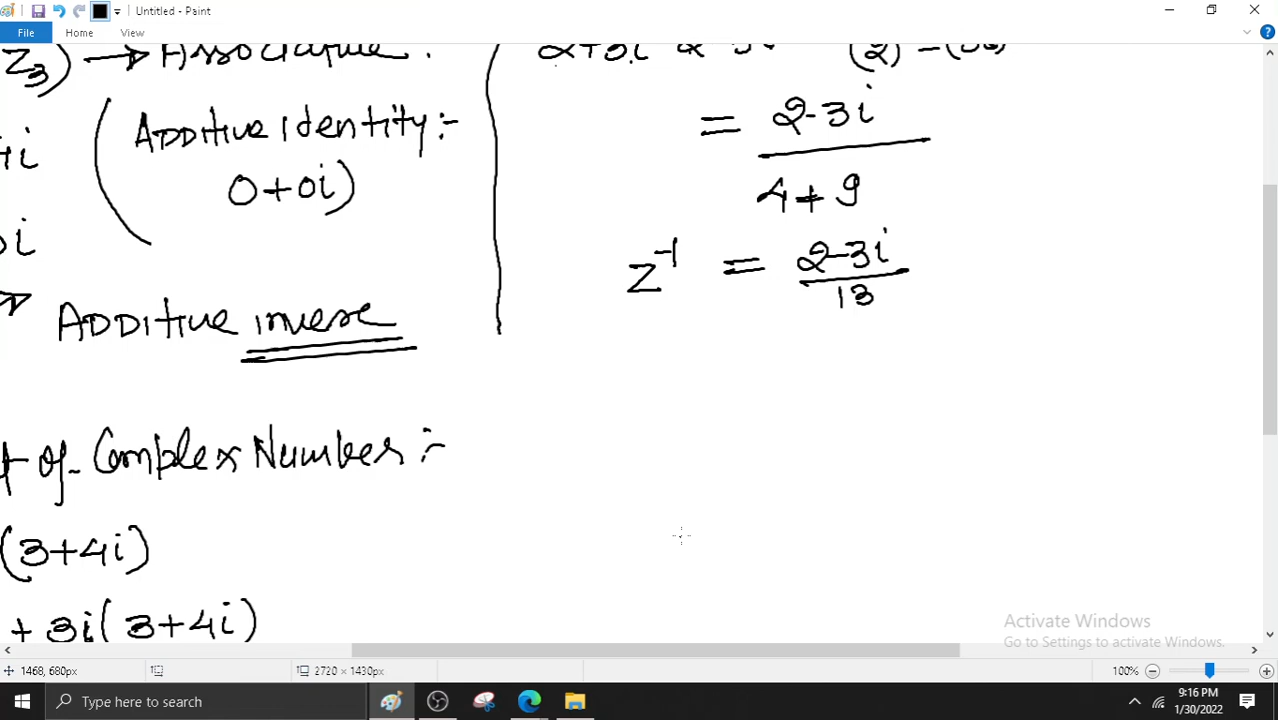 Untitled - Paint
File Home View
Z3) → Associative.
Additive Identity:-
0+0i)
Additive inverse
of Complex Number :-
(3+4i)
+ 3i(3+4i)
= 2-3i
4+9
z⁻¹ = 2-3i
13
Activate Windows
Go to Settings to activate Windows.
1468, 680px
2720 × 1430px
100%
Type here to search
9:16 PM
1/30/2022